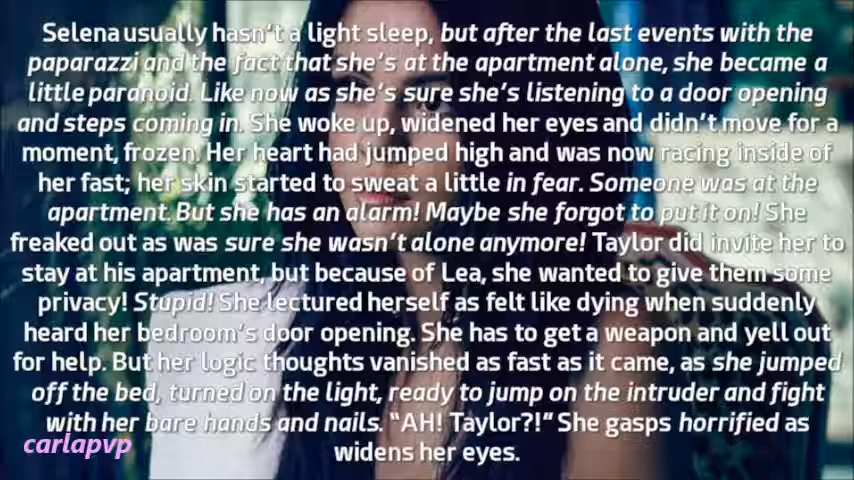 Selena usually hasn't a light sleep, but after the last events with the
paparazzi and the fact that she's at the apartment alone, she became a
little paranoid. Like now as she's sure she's listening to a door opening
and steps coming in. She woke up, widened her eyes and didn't move for a
moment, frozen. Her heart had jumped high and was now racing inside of
her fast; her skin started to sweat a little in fear. Someone was at the
apartment. But she has an alarm! Maybe she forgot to put it on! She
freaked out as was sure she wasn't alone anymore! Taylor did invite her to
stay at his apartment, but because of Lea, she wanted to give them some
privacy! Stupid! She lectured herself as felt like dying when suddenly
heard her bedroom's door opening. She has to get a weapon and yell out
for help. But her logic thoughts vanished as fast as it came, as she jumped
off the bed, turned on the light, ready to jump on the intruder and fight
with her bare hands and nails. “AH! Taylor?!” She gasps horrified as
widens her eyes.
carlapvp